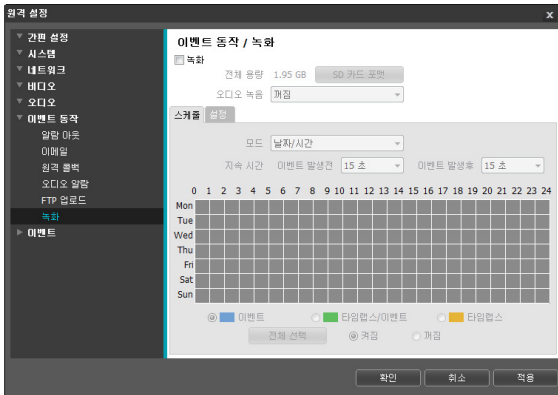 원격 설정
x
간편 설정
시스템
네트워크
비디오
오디오
이벤트 동작
알람 아웃
이메일
원격 콜백
오디오 알람
FTP 업로드
녹화
이벤트
이벤트 동작 / 녹화
녹화
전체 용량 1.95 GB SD 카드 포맷
오디오 녹음 꺼짐
스케줄 설정
모드 날짜/시간
지속 시간 이벤트 발생전 15 초 이벤트 발생후 15 초
0 1 2 3 4 5 6 7 8 9 10 11 12 13 14 15 16 17 18 19 20 21 22 23 24
Mon
Tue
Wed
Thu
Fri
Sat
Sun
이벤트 타임랩스/이벤트 타임랩스
전체 선택 켜짐 꺼짐
확인 취소 적용